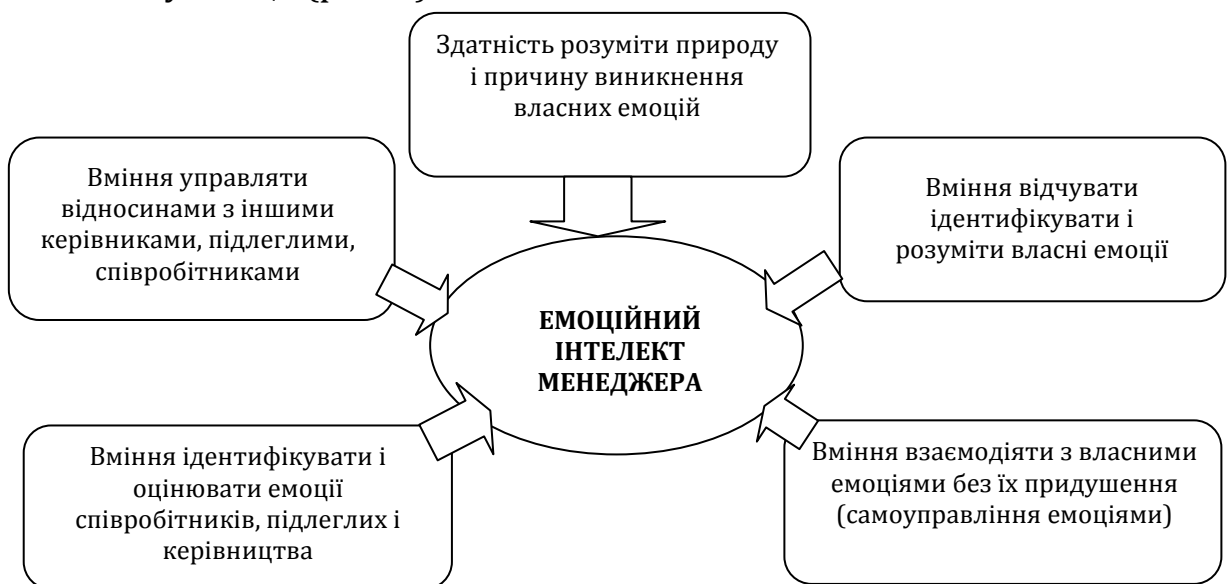 Здатність розуміти природу
і причину виникнення
власних емоцій
Вміння управляти
відносинами з іншими
керівниками, підлеглими,
співробітниками
Вміння відчувати
ідентифікувати і
розуміти власні емоції
ЕМОЦІЙНИЙ
ІНТЕЛЕКТ
МЕНЕДЖЕРА
Вміння ідентифікувати і
оцінювати емоції
співробітників, підлеглих і
керівництва
Вміння взаємодіяти з власними
емоціями без їх придушення
(самоуправління емоціями)